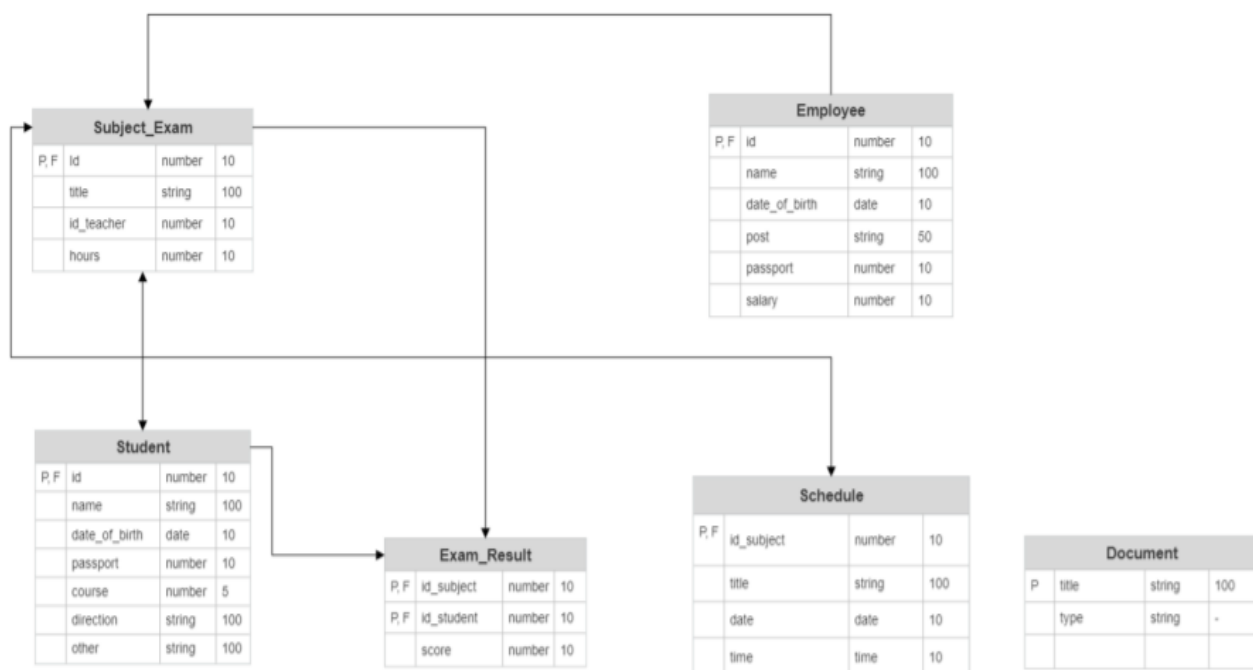 Subject_Exam
P, F Id number 10
title string 100
id_teacher number 10
hours number 10
Employee
P, F id number 10
name string 100
date_of_birth date 10
post string 50
passport number 10
salary number 10
Student
P, F id number 10
name string 100
date_of_birth date 10
passport number 10
course number 5
direction string 100
other string 100
Exam_Result
P, F id_subject number 10
P, F id_student number 10
score number 10
Schedule
P, F id_subject number 10
title string 100
date date 10
time time 10
Document
P title string 100
type string -